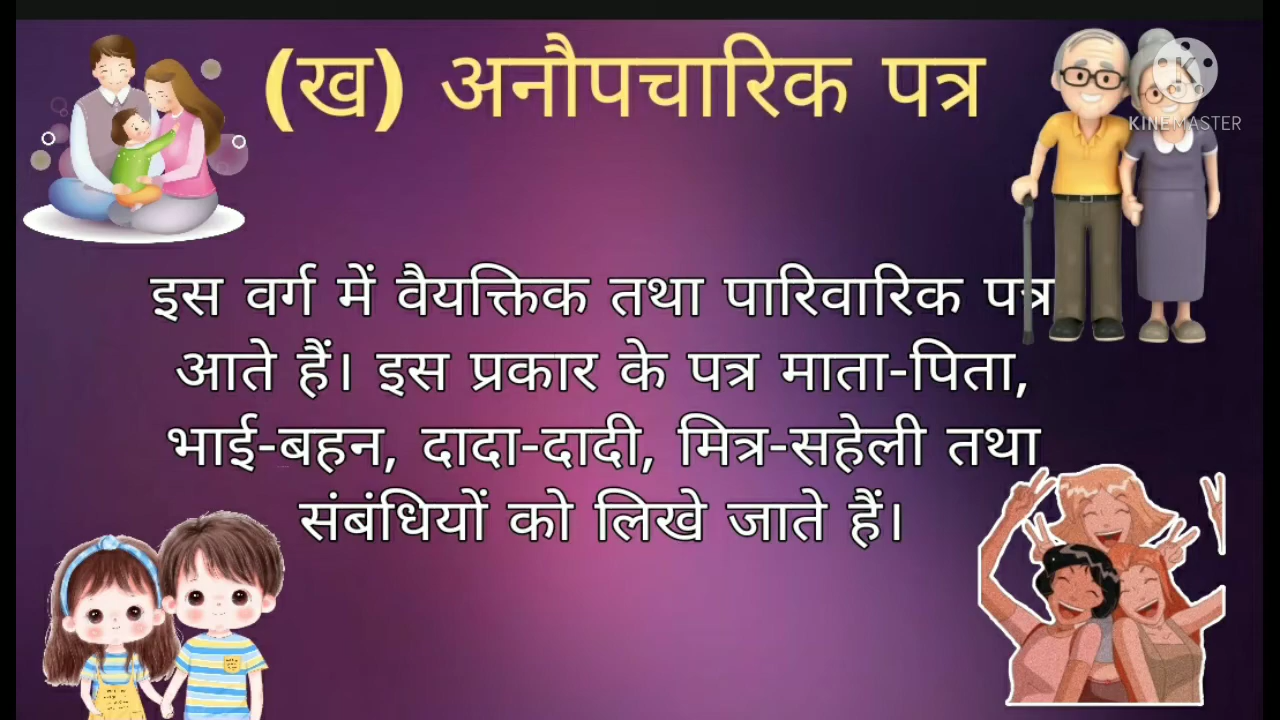 (ख) अनौपचारिक पत्र
K
KINEMASTER
इस वर्ग में वैयक्तिक तथा पारिवारिक पत्र
आते हैं। इस प्रकार के पत्र माता-पिता,
भाई-बहन, दादा-दादी, मित्र-सहेली तथा
संबंधियों को लिखे जाते हैं।